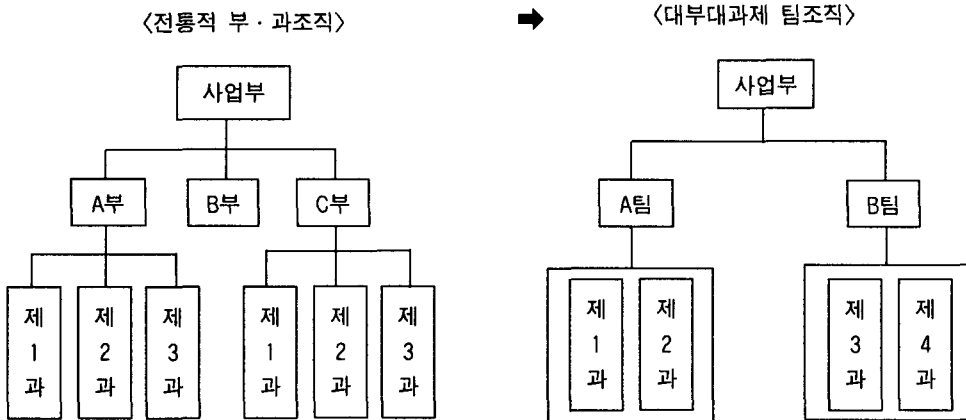 〈전통적 부·과조직〉 ➡ 〈대부대과제 팀조직〉
사업부
A부 B부 C부
제1과 제2과 제3과 제1과 제2과 제3과
사업부
A팀 B팀
제1과 제2과 제3과 제4과